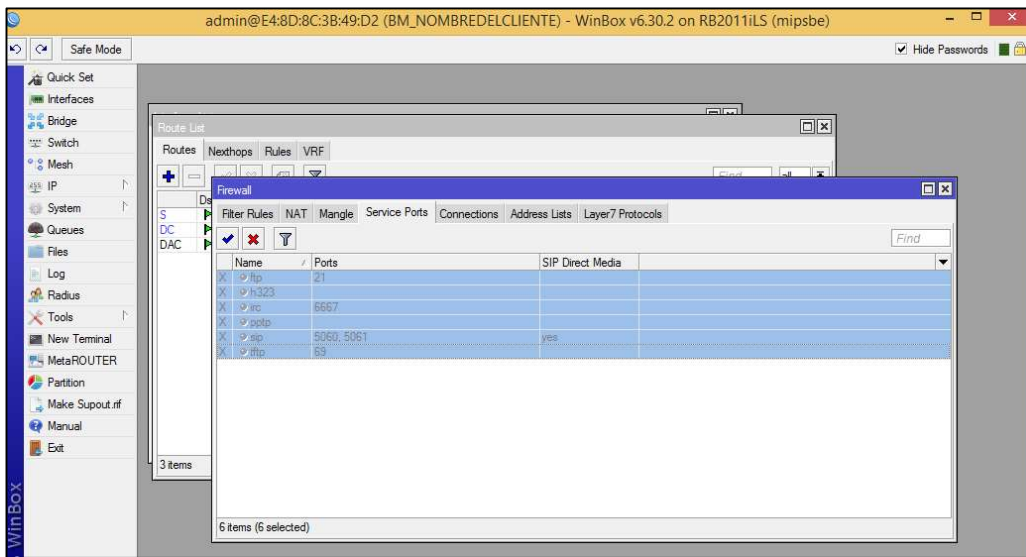 admin@E4:8D:8C:3B:49:D2 (BM_NOMBREDELCLIENTE) - WinBox v6.30.2 on RB2011iLS (mipsbe)
Safe Mode
Hide Passwords
Quick Set
Interfaces
Bridge
Switch
Mesh
IP
System
Queues
Files
Log
Radius
Tools
New Terminal
MetaROUTER
Partition
Make Supout.rif
Manual
Exit
WinBox
Route List
Routes Nexthops Rules VRF
Find all
Ds
S
DC
DAC
3 items
Firewall
Filter Rules NAT Mangle Service Ports Connections Address Lists Layer7 Protocols
Find
Name / Ports SIP Direct Media
X ftp 21
X h323
X irc 6667
X pptp
X sip 5060, 5061 yes
X tftp 69
6 items (6 selected)